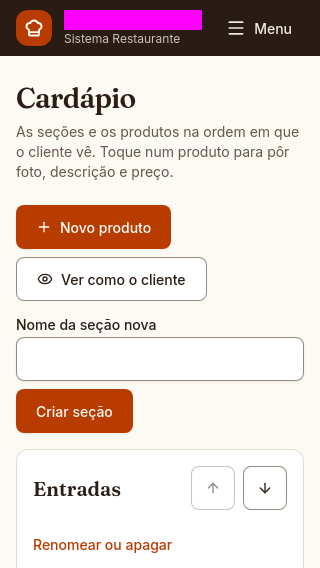 Sistema Restaurante
Menu
Cardápio
As seções e os produtos na ordem em que
o cliente vê. Toque num produto para pôr
foto, descrição e preço.
Novo produto
Ver como o cliente
Nome da seção nova
Criar seção
Entradas
Renomear ou apagar